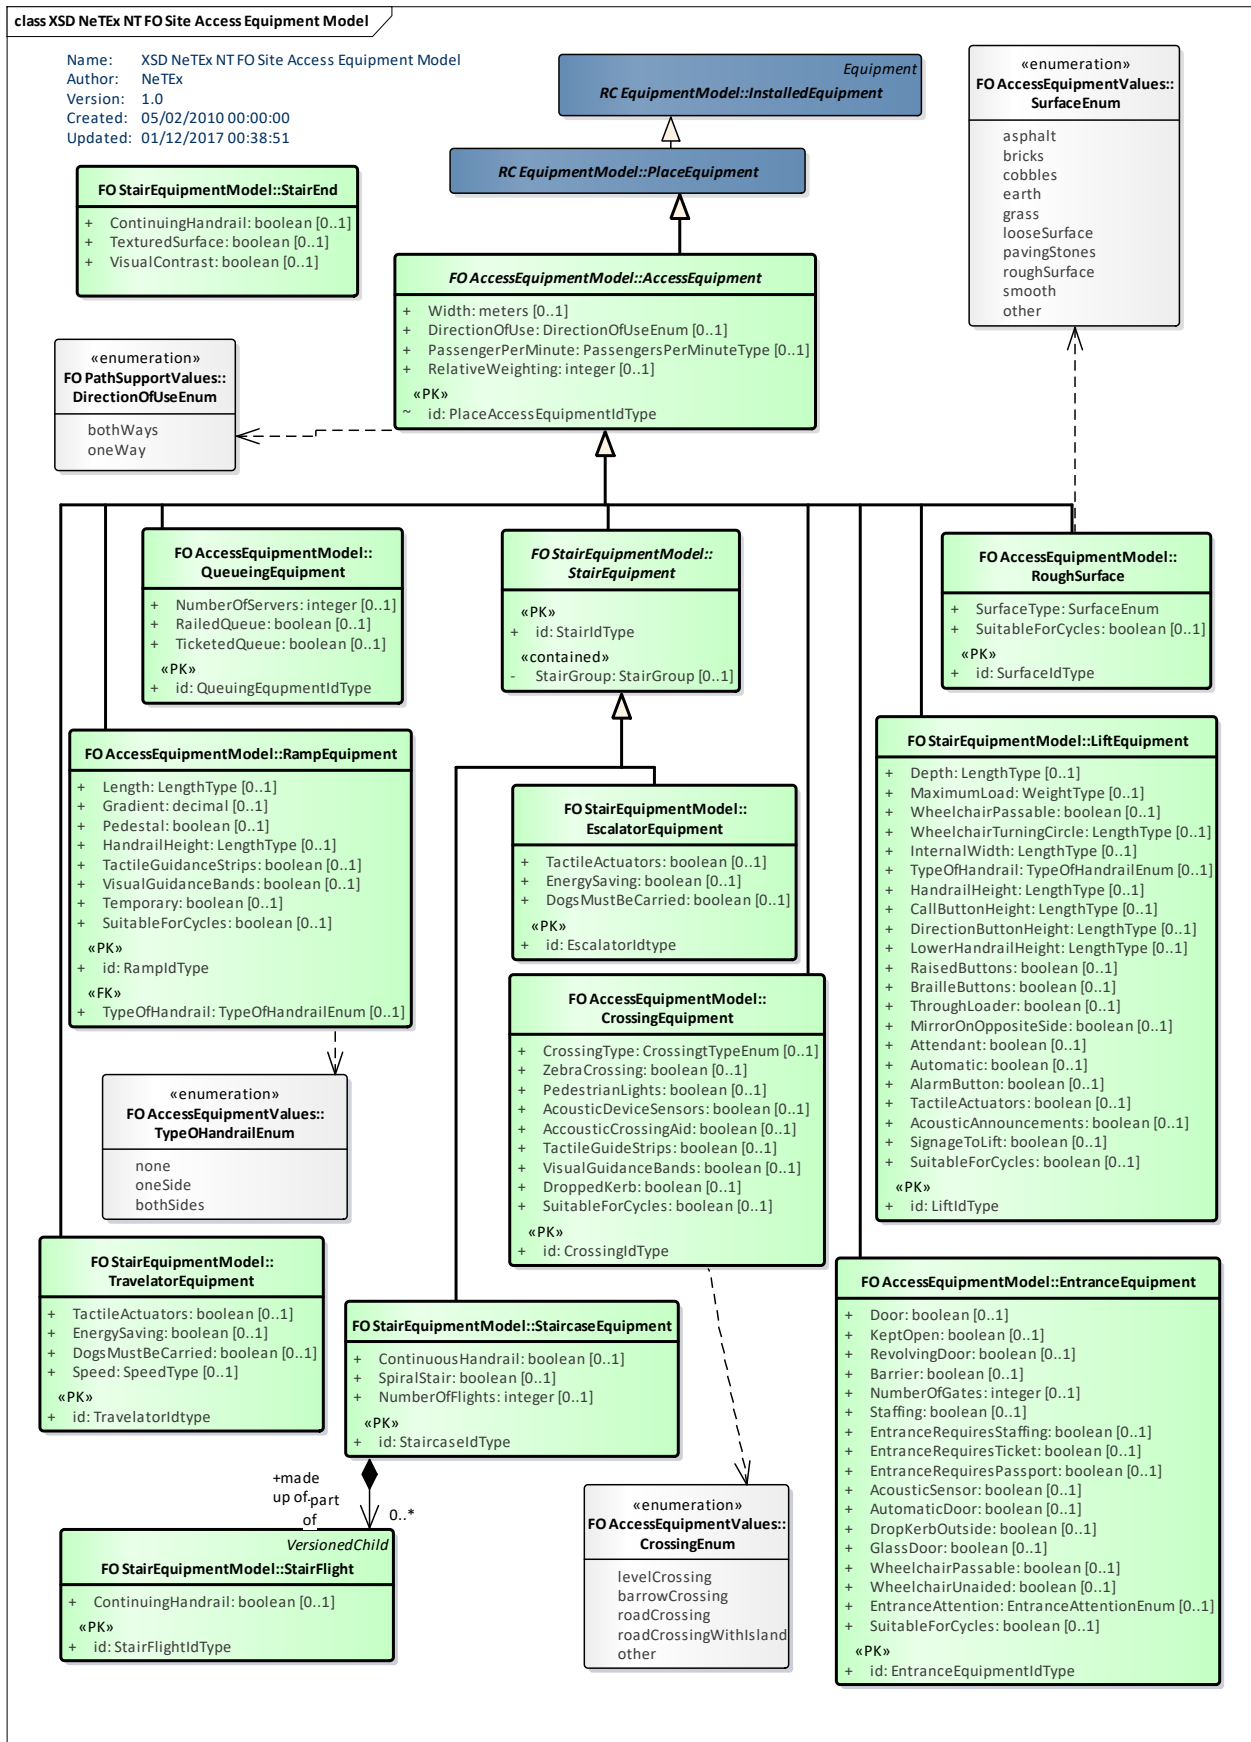 class XSD NeTEx NT FO Site Access Equipment Model
Name: XSD NeTEx NT FO Site Access Equipment Model
Author: NeTEx
Version: 1.0
Created: 05/02/2010 00:00:00
Updated: 01/12/2017 00:38:51
Equipment
RC EquipmentModel::InstalledEquipment
RC EquipmentModel::PlaceEquipment
«enumeration»
FO AccessEquipmentValues::
SurfaceEnum
asphalt
bricks
cobbles
earth
grass
looseSurface
pavingStones
roughSurface
smooth
other
FO StairEquipmentModel::StairEnd
+ ContinuingHandrail: boolean [0..1]
+ TexturedSurface: boolean [0..1]
+ VisualContrast: boolean [0..1]
FO AccessEquipmentModel::AccessEquipment
+ Width: meters [0..1]
+ DirectionOfUse: DirectionOfUseEnum [0..1]
+ PassengerPerMinute: PassengersPerMinuteType [0..1]
+ RelativeWeighting: integer [0..1]
«PK»
~ id: PlaceAccessEquipmentIdType
«enumeration»
FO PathSupportValues::
DirectionOfUseEnum
bothWays
oneWay
FO AccessEquipmentModel::
QueueingEquipment
+ NumberOfServers: integer [0..1]
+ RailedQueue: boolean [0..1]
+ TicketedQueue: boolean [0..1]
«PK»
+ id: QueuingEqupmentIdType
FO StairEquipmentModel::
StairEquipment
«PK»
+ id: StairIdType
«contained»
- StairGroup: StairGroup [0..1]
FO AccessEquipmentModel::
RoughSurface
+ SurfaceType: SurfaceEnum
+ SuitableForCycles: boolean [0..1]
«PK»
+ id: SurfaceIdType
FO AccessEquipmentModel::RampEquipment
+ Length: LengthType [0..1]
+ Gradient: decimal [0..1]
+ Pedestal: boolean [0..1]
+ HandrailHeight: LengthType [0..1]
+ TactileGuidanceStrips: boolean [0..1]
+ VisualGuidanceBands: boolean [0..1]
+ Temporary: boolean [0..1]
+ SuitableForCycles: boolean [0..1]
«PK»
+ id: RampIdType
«FK»
+ TypeOfHandrail: TypeOfHandrailEnum [0..1]
FO StairEquipmentModel::
EscalatorEquipment
+ TactileActuators: boolean [0..1]
+ EnergySaving: boolean [0..1]
+ DogsMustBeCarried: boolean [0..1]
«PK»
+ id: EscalatorIdtype
FO StairEquipmentModel::LiftEquipment
+ Depth: LengthType [0..1]
+ MaximumLoad: WeightType [0..1]
+ WheelchairPassable: boolean [0..1]
+ WheelchairTurningCircle: LengthType [0..1]
+ InternalWidth: LengthType [0..1]
+ TypeOfHandrail: TypeOfHandrailEnum [0..1]
+ HandrailHeight: LengthType [0..1]
+ CallButtonHeight: LengthType [0..1]
+ DirectionButtonHeight: LengthType [0..1]
+ LowerHandrailHeight: LengthType [0..1]
+ RaisedButtons: boolean [0..1]
+ BrailleButtons: boolean [0..1]
+ ThroughLoader: boolean [0..1]
+ MirrorOnOppositeSide: boolean [0..1]
+ Attendant: boolean [0..1]
+ Automatic: boolean [0..1]
+ AlarmButton: boolean [0..1]
+ TactileActuators: boolean [0..1]
+ AcousticAnnouncements: boolean [0..1]
+ SignageToLift: boolean [0..1]
+ SuitableForCycles: boolean [0..1]
«PK»
+ id: LiftIdType
FO AccessEquipmentModel::
CrossingEquipment
+ CrossingType: CrossingtTypeEnum [0..1]
+ ZebraCrossing: boolean [0..1]
+ PedestrianLights: boolean [0..1]
+ AcousticDeviceSensors: boolean [0..1]
+ AccousticCrossingAid: boolean [0..1]
+ TactileGuideStrips: boolean [0..1]
+ VisualGuidanceBands: boolean [0..1]
+ DroppedKerb: boolean [0..1]
+ SuitableForCycles: boolean [0..1]
«PK»
+ id: CrossingIdType
«enumeration»
FO AccessEquipmentValues::
TypeOHandrailEnum
none
oneSide
bothSides
FO StairEquipmentModel::
TravelatorEquipment
+ TactileActuators: boolean [0..1]
+ EnergySaving: boolean [0..1]
+ DogsMustBeCarried: boolean [0..1]
+ Speed: SpeedType [0..1]
«PK»
+ id: TravelatorIdtype
FO StairEquipmentModel::StaircaseEquipment
+ ContinuousHandrail: boolean [0..1]
+ SpiralStair: boolean [0..1]
+ NumberOfFlights: integer [0..1]
«PK»
+ id: StaircaseIdType
FO AccessEquipmentModel::EntranceEquipment
+ Door: boolean [0..1]
+ KeptOpen: boolean [0..1]
+ RevolvingDoor: boolean [0..1]
+ Barrier: boolean [0..1]
+ NumberOfGates: integer [0..1]
+ Staffing: boolean [0..1]
+ EntranceRequiresStaffing: boolean [0..1]
+ EntranceRequiresTicket: boolean [0..1]
+ EntranceRequiresPassport: boolean [0..1]
+ AcousticSensor: boolean [0..1]
+ AutomaticDoor: boolean [0..1]
+ DropKerbOutside: boolean [0..1]
+ GlassDoor: boolean [0..1]
+ WheelchairPassable: boolean [0..1]
+ WheelchairUnaided: boolean [0..1]
+ EntranceAttention: EntranceAttentionEnum [0..1]
+ SuitableForCycles: boolean [0..1]
«PK»
+ id: EntranceEquipmentIdType
+made
up of
-part
of
0..*
VersionedChild
FO StairEquipmentModel::StairFlight
+ ContinuingHandrail: boolean [0..1]
«PK»
+ id: StairFlightIdType
«enumeration»
FO AccessEquipmentValues::
CrossingEnum
levelCrossing
barrowCrossing
roadCrossing
roadCrossingWithIsland
other